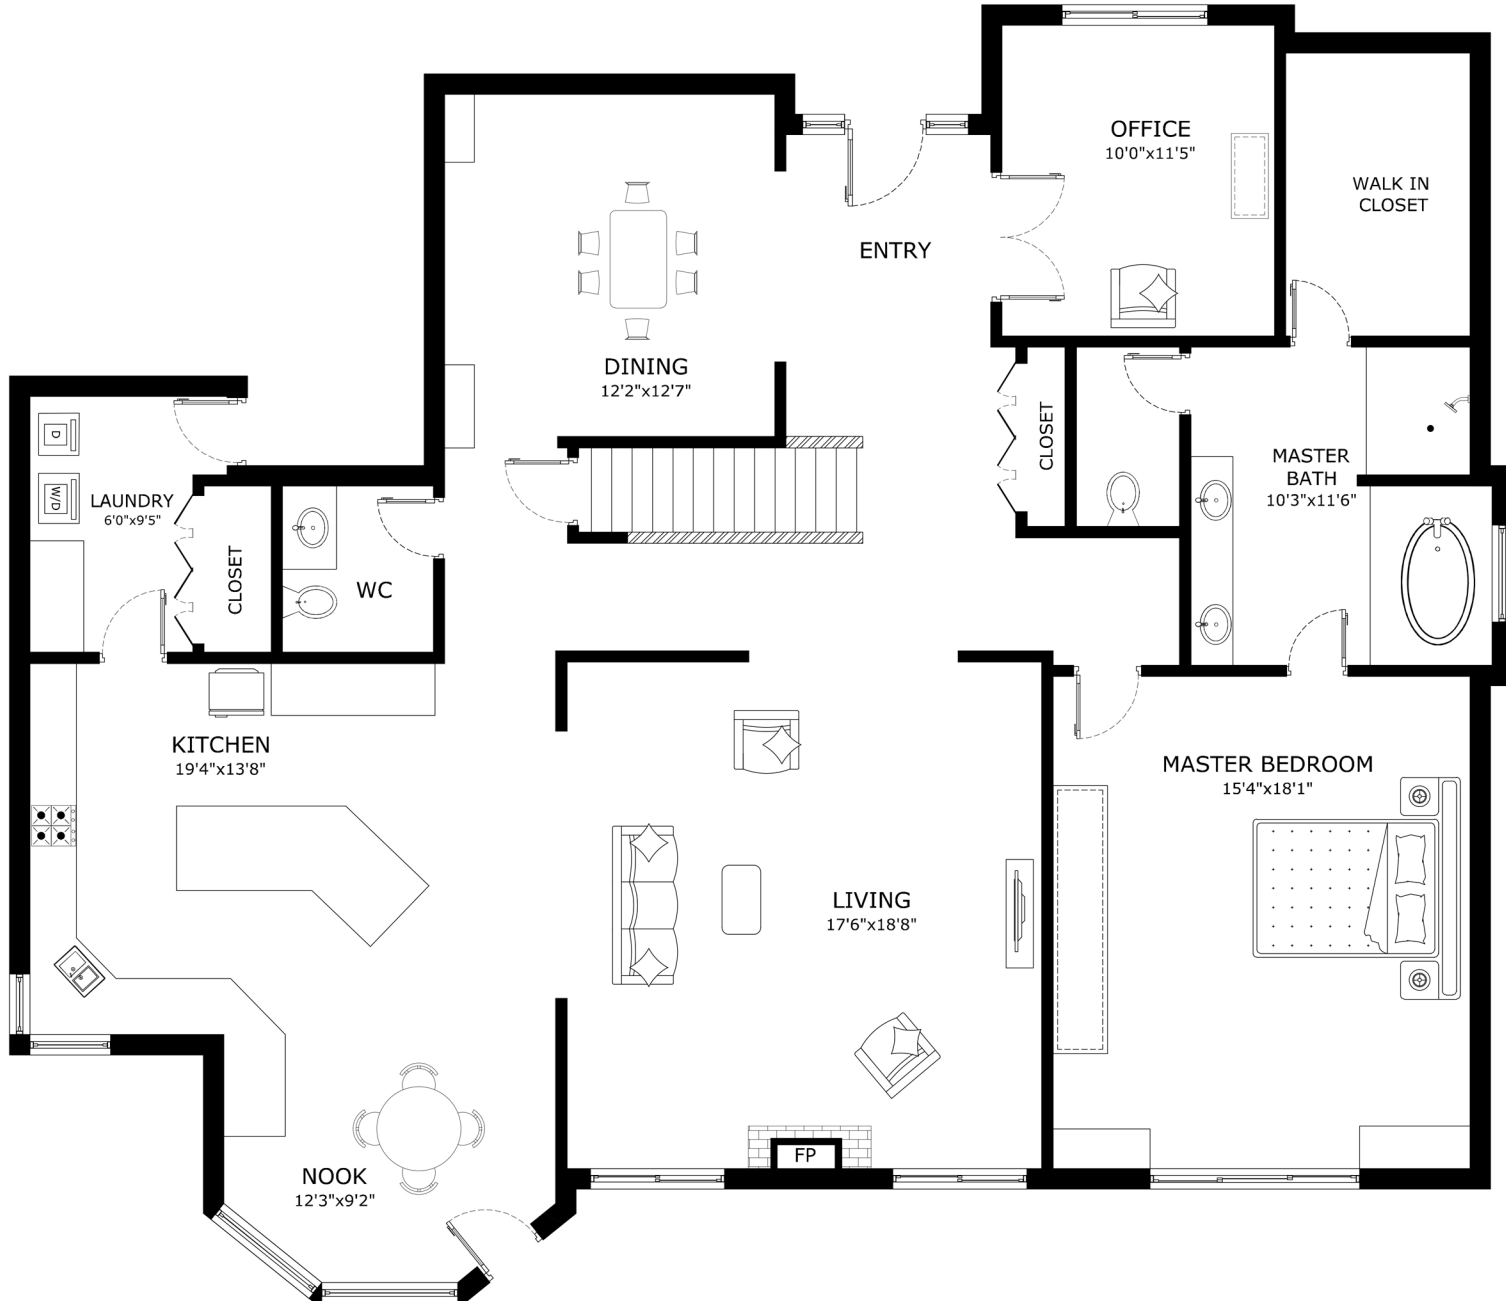 OFFICE
10'0"x11'5"
WALK IN
CLOSET
ENTRY
DINING
12'2"x12'7"
CLOSET
MASTER
BATH
10'3"x11'6"
D
W/D
LAUNDRY
6'0"x9'5"
CLOSET
WC
KITCHEN
19'4"x13'8"
MASTER BEDROOM
15'4"x18'1"
LIVING
17'6"x18'8"
FP
NOOK
12'3"x9'2"